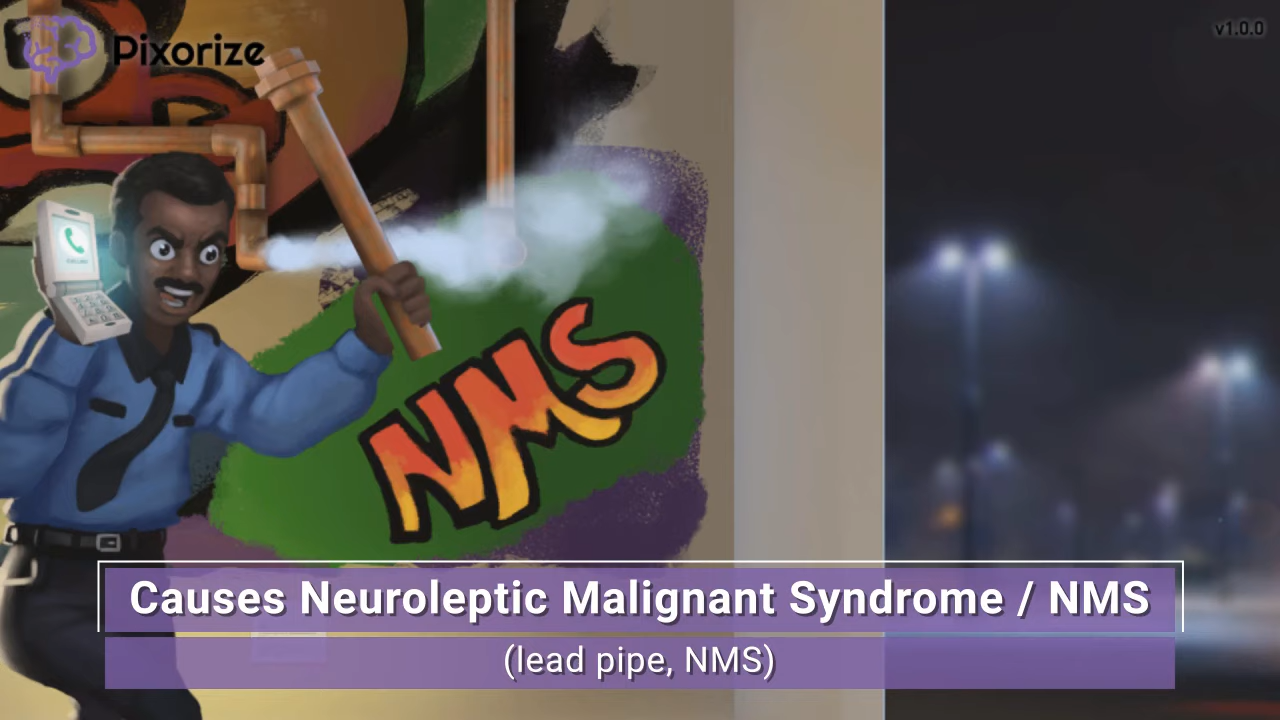 Pixorize
v1.0.0
NMS
Causes Neuroleptic Malignant Syndrome / NMS
(lead pipe, NMS)